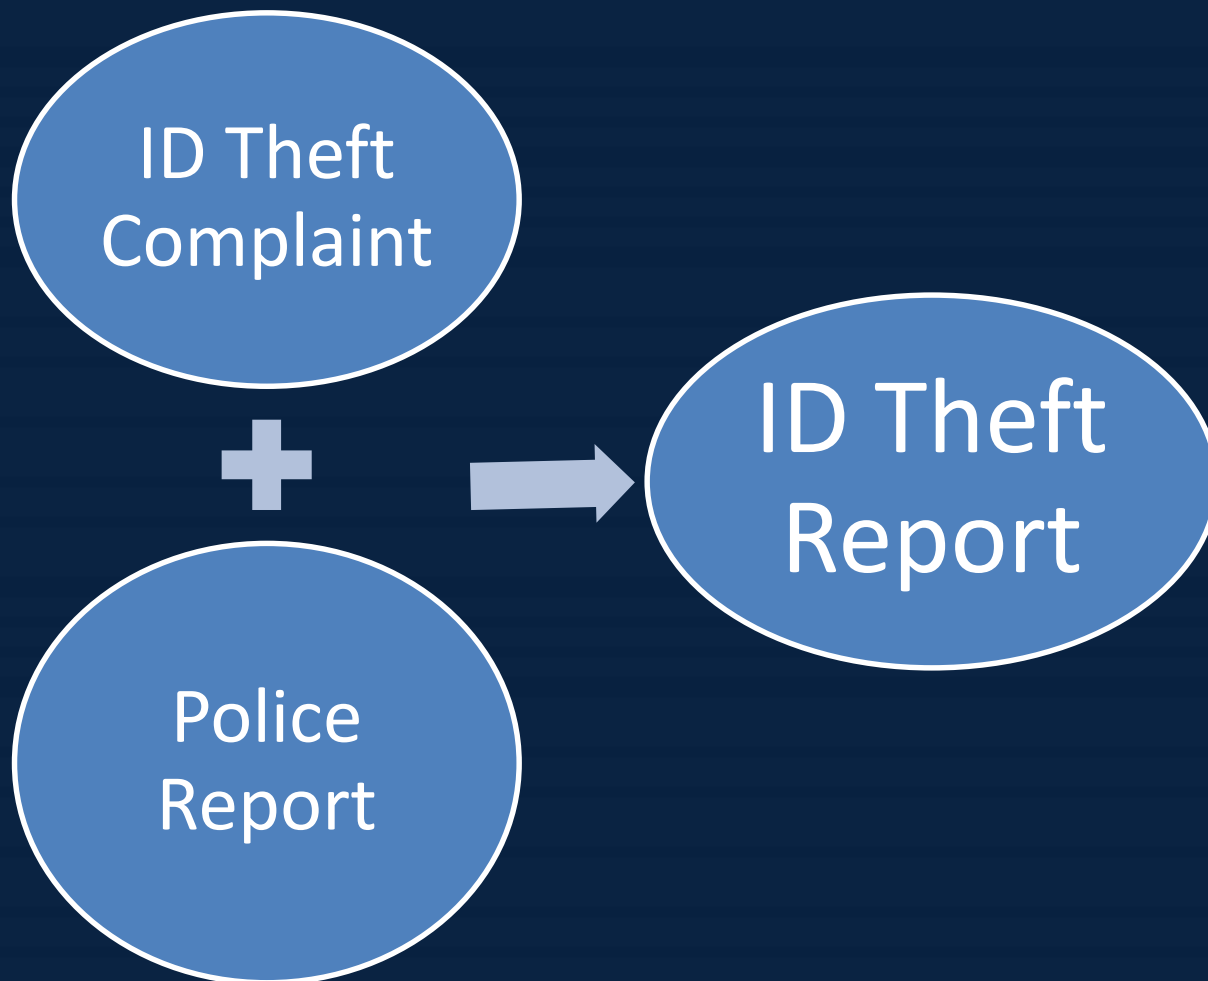 ID Theft
Complaint
Police
Report
ID Theft
Report